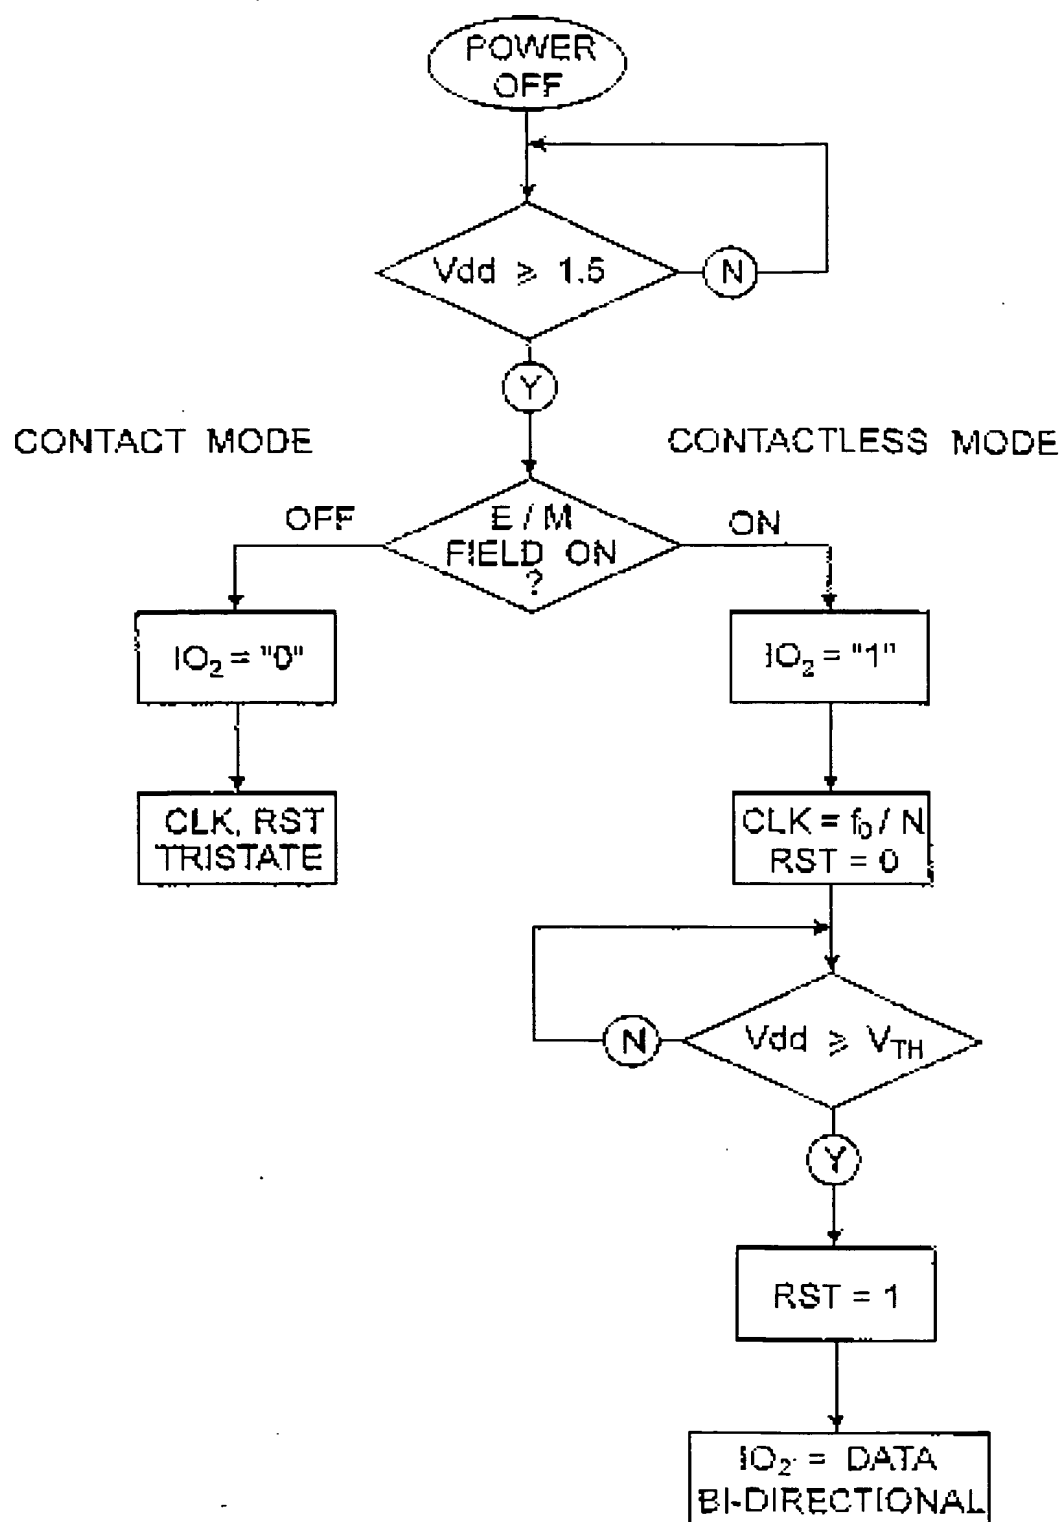 POWER
OFF
Vdd ⩾ 1.5
N
Y
CONTACT MODE
CONTACTLESS MODE
OFF
E / M
FIELD ON
?
ON
IO₂ = "0"
IO₂ = "1"
CLK, RST
TRISTATE
CLK = f₀ / N
RST = 0
N
Vdd ⩾ V_TH
Y
RST = 1
IO₂ = DATA
BI-DIRECTIONAL